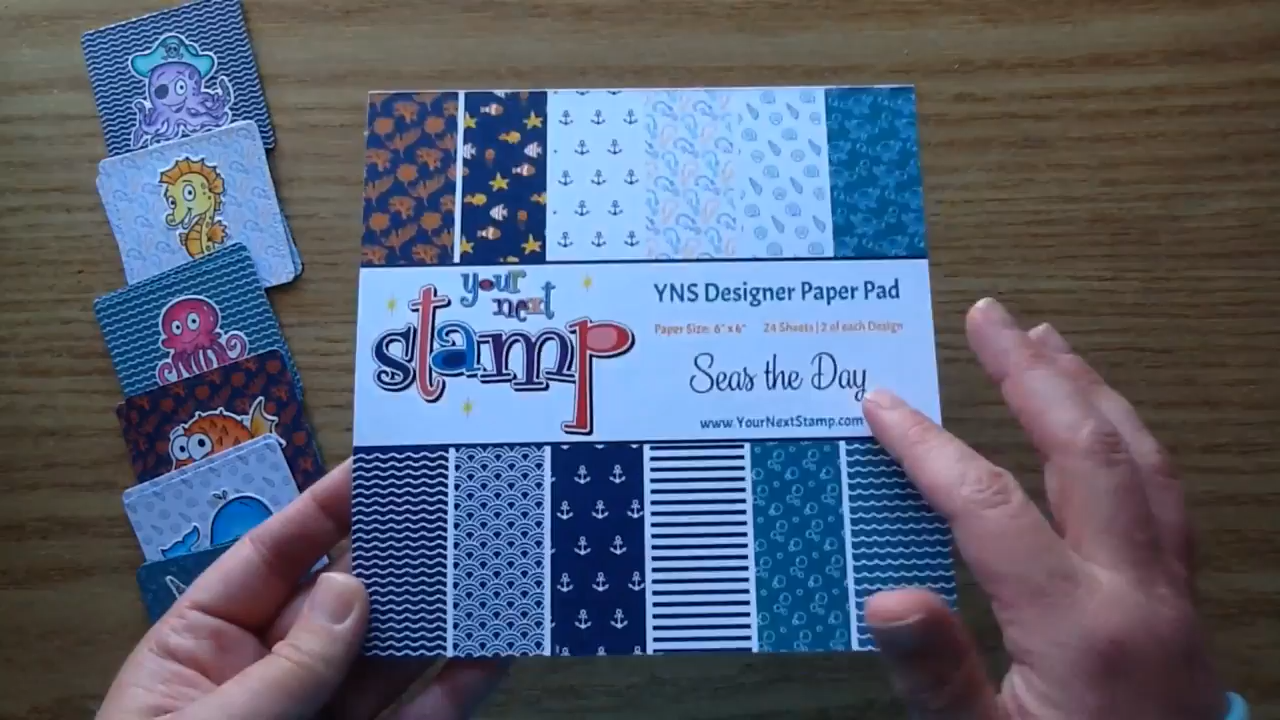 your
next
stamp
YNS Designer Paper Pad
Paper Size: 6" x 6" 24 Sheets | 2 of each Design
Seas the Day
www.YourNextStamp.com